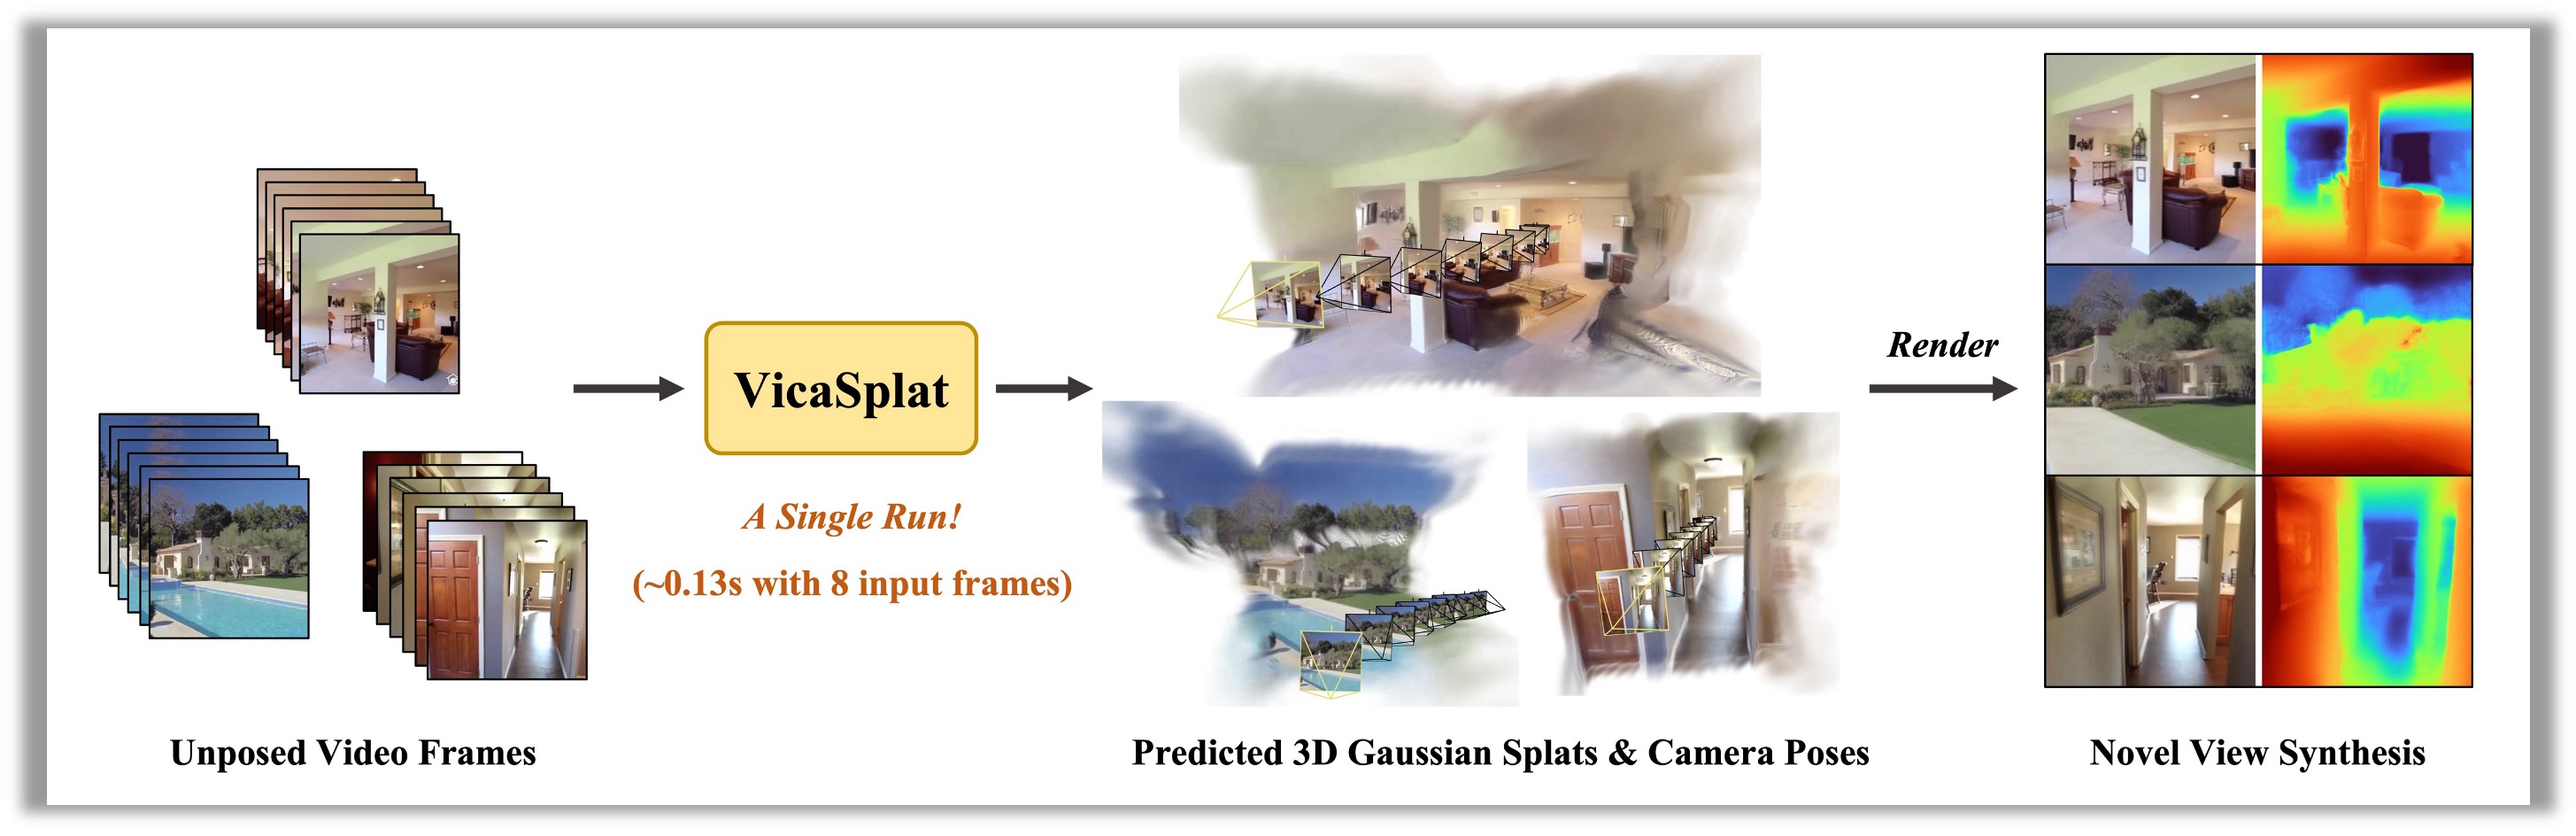 VicaSplat
A Single Run!
(~0.13s with 8 input frames)
Render
Unposed Video Frames
Predicted 3D Gaussian Splats & Camera Poses
Novel View Synthesis